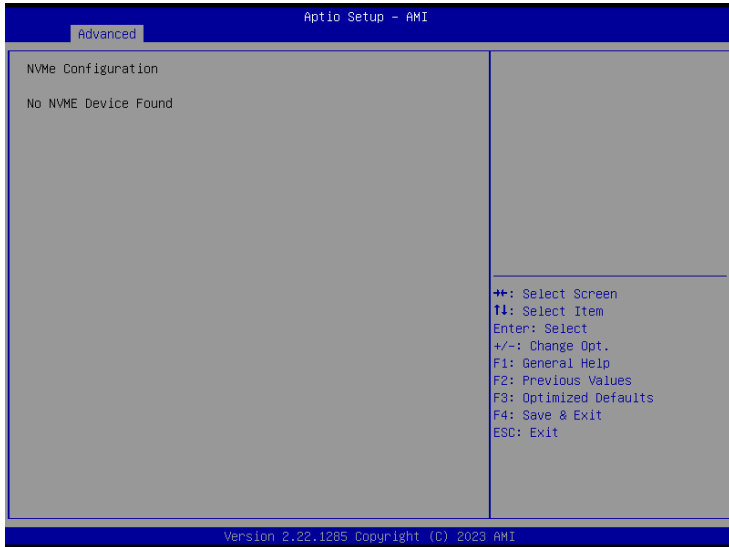 Aptio Setup – AMI
Advanced
NVMe Configuration
No NVME Device Found
→←: Select Screen
↑↓: Select Item
Enter: Select
+/-: Change Opt.
F1: General Help
F2: Previous Values
F3: Optimized Defaults
F4: Save & Exit
ESC: Exit
Version 2.22.1285 Copyright (C) 2023 AMI